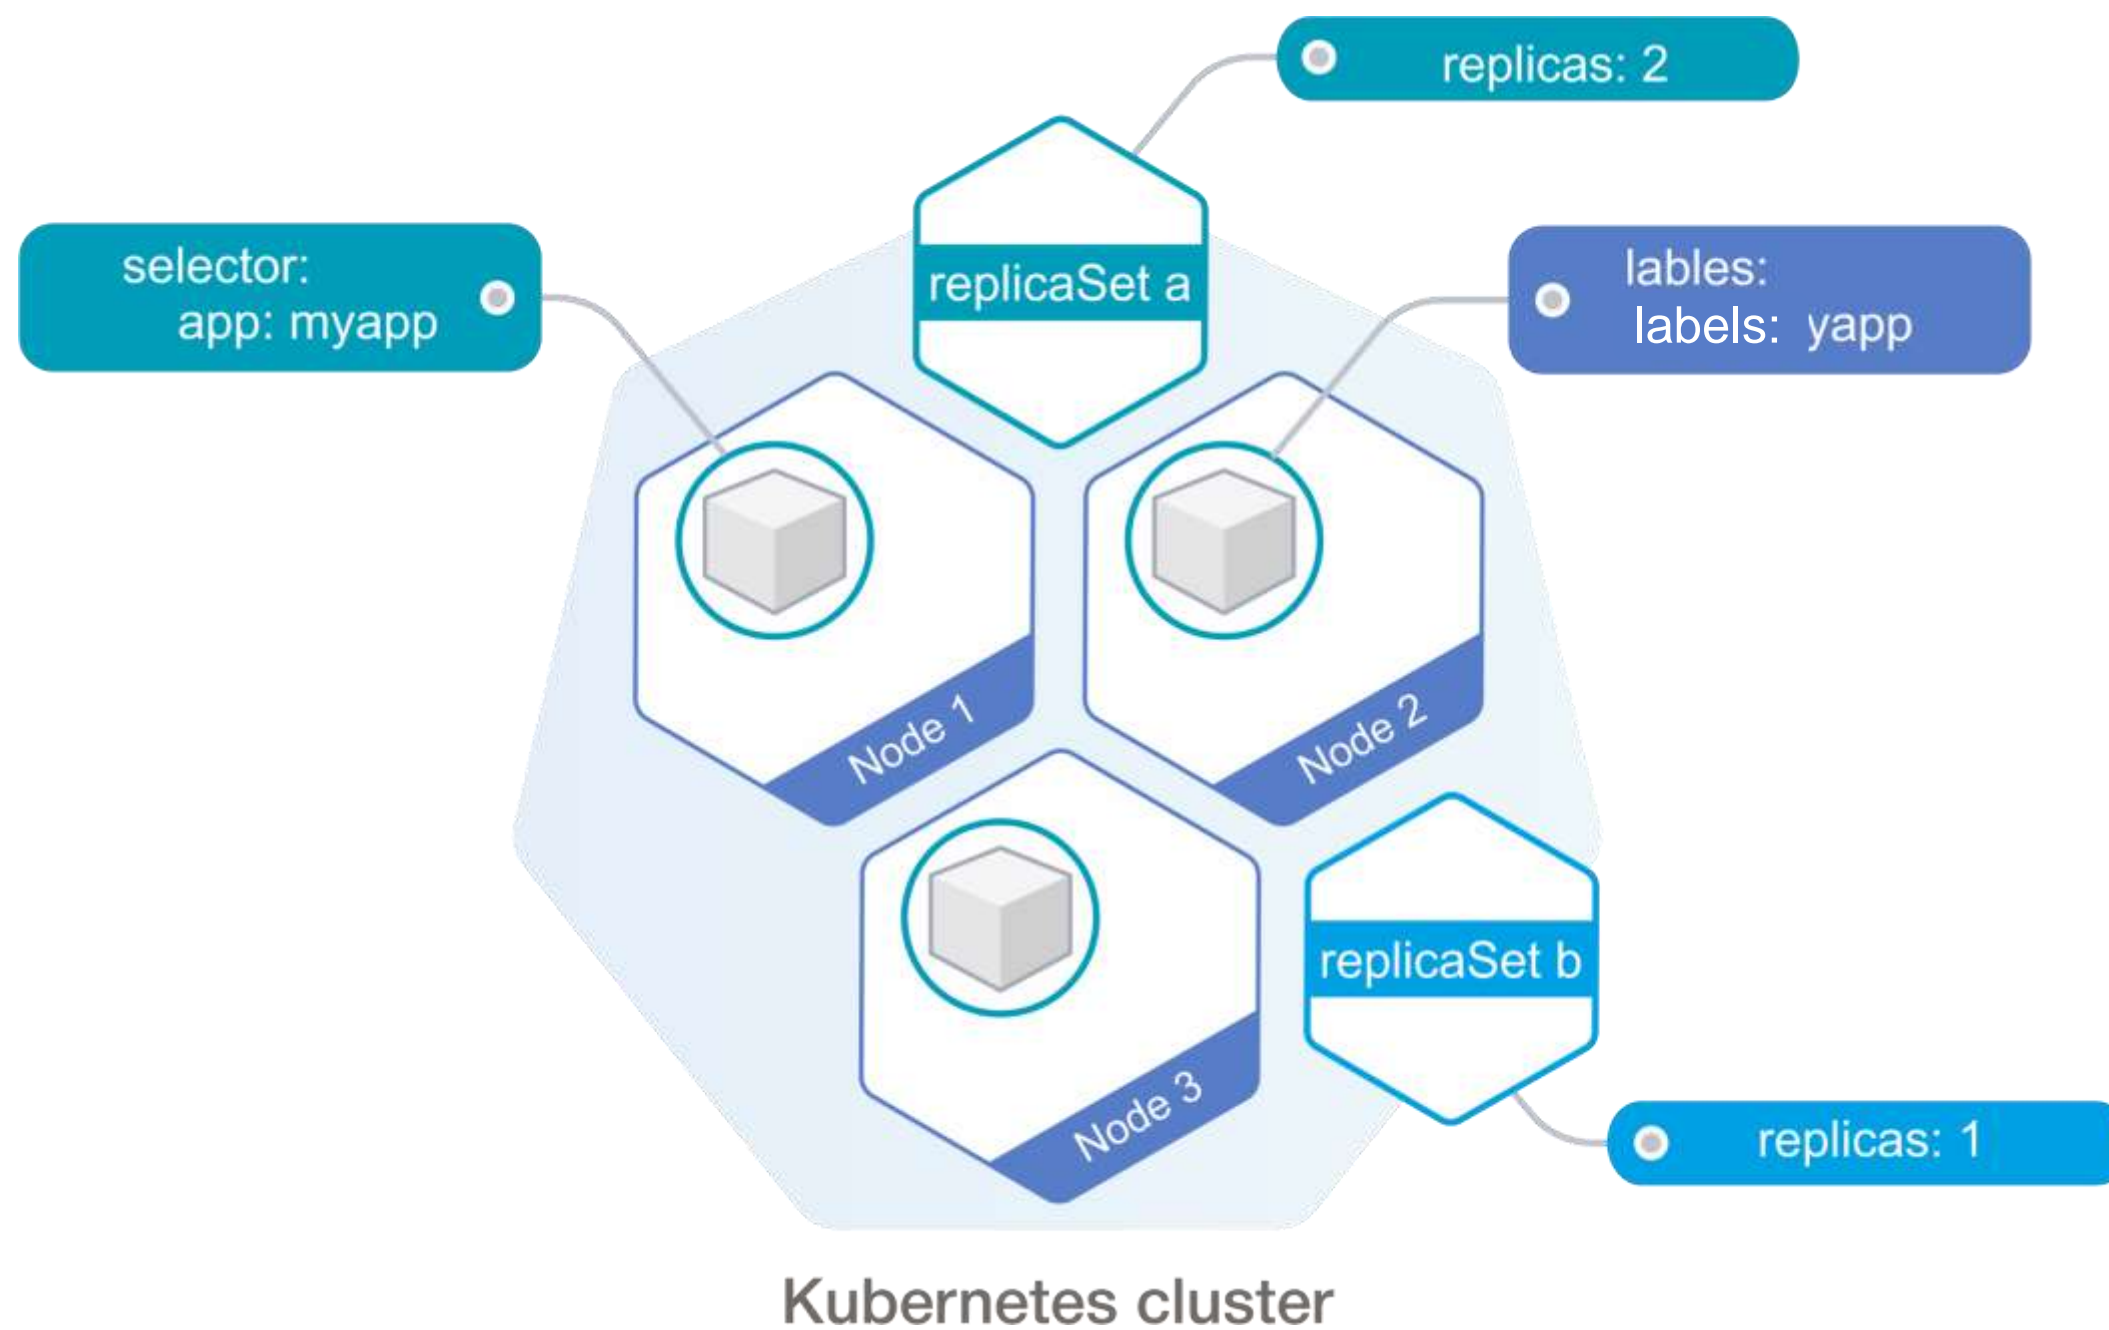 replicas: 2
selector:
app: myapp
replicaSet a
lables:
labels: yapp
Node 1
Node 2
Node 3
replicaSet b
replicas: 1
Kubernetes cluster